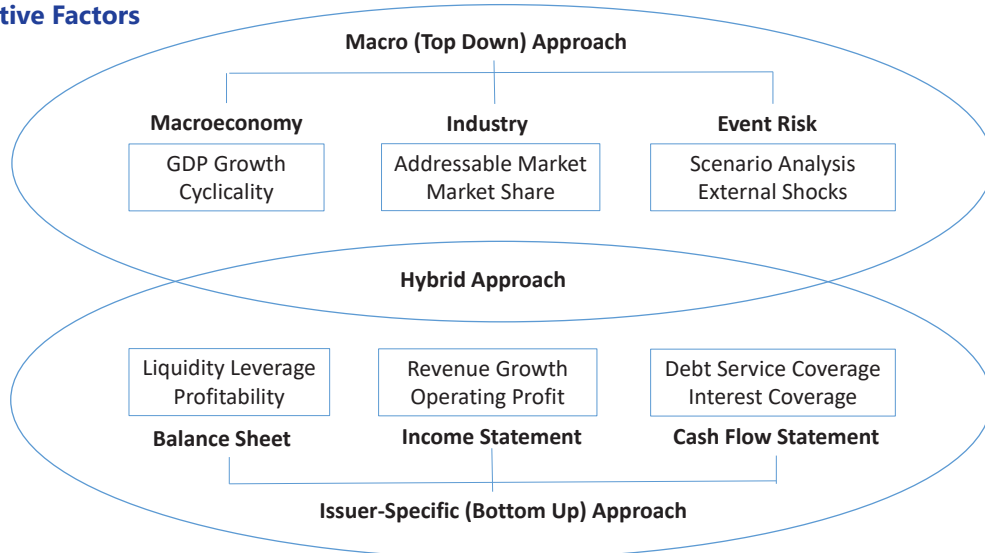 tive Factors
Macro (Top Down) Approach
Macroeconomy
Industry
Event Risk
GDP Growth
Cyclicality
Addressable Market
Market Share
Scenario Analysis
External Shocks
Hybrid Approach
Liquidity Leverage
Profitability
Revenue Growth
Operating Profit
Debt Service Coverage
Interest Coverage
Balance Sheet
Income Statement
Cash Flow Statement
Issuer-Specific (Bottom Up) Approach